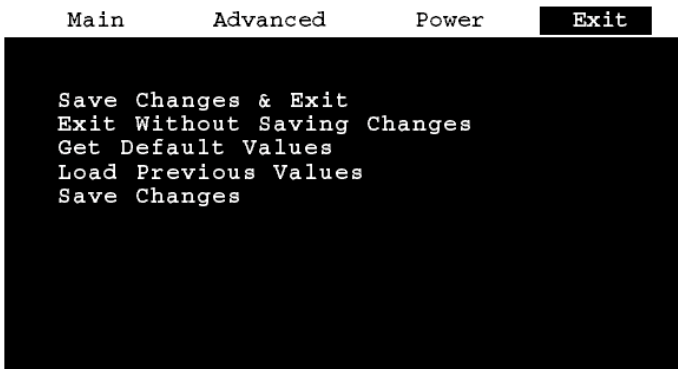 Main Advanced Power Exit
Save Changes & Exit
Exit Without Saving Changes
Get Default Values
Load Previous Values
Save Changes